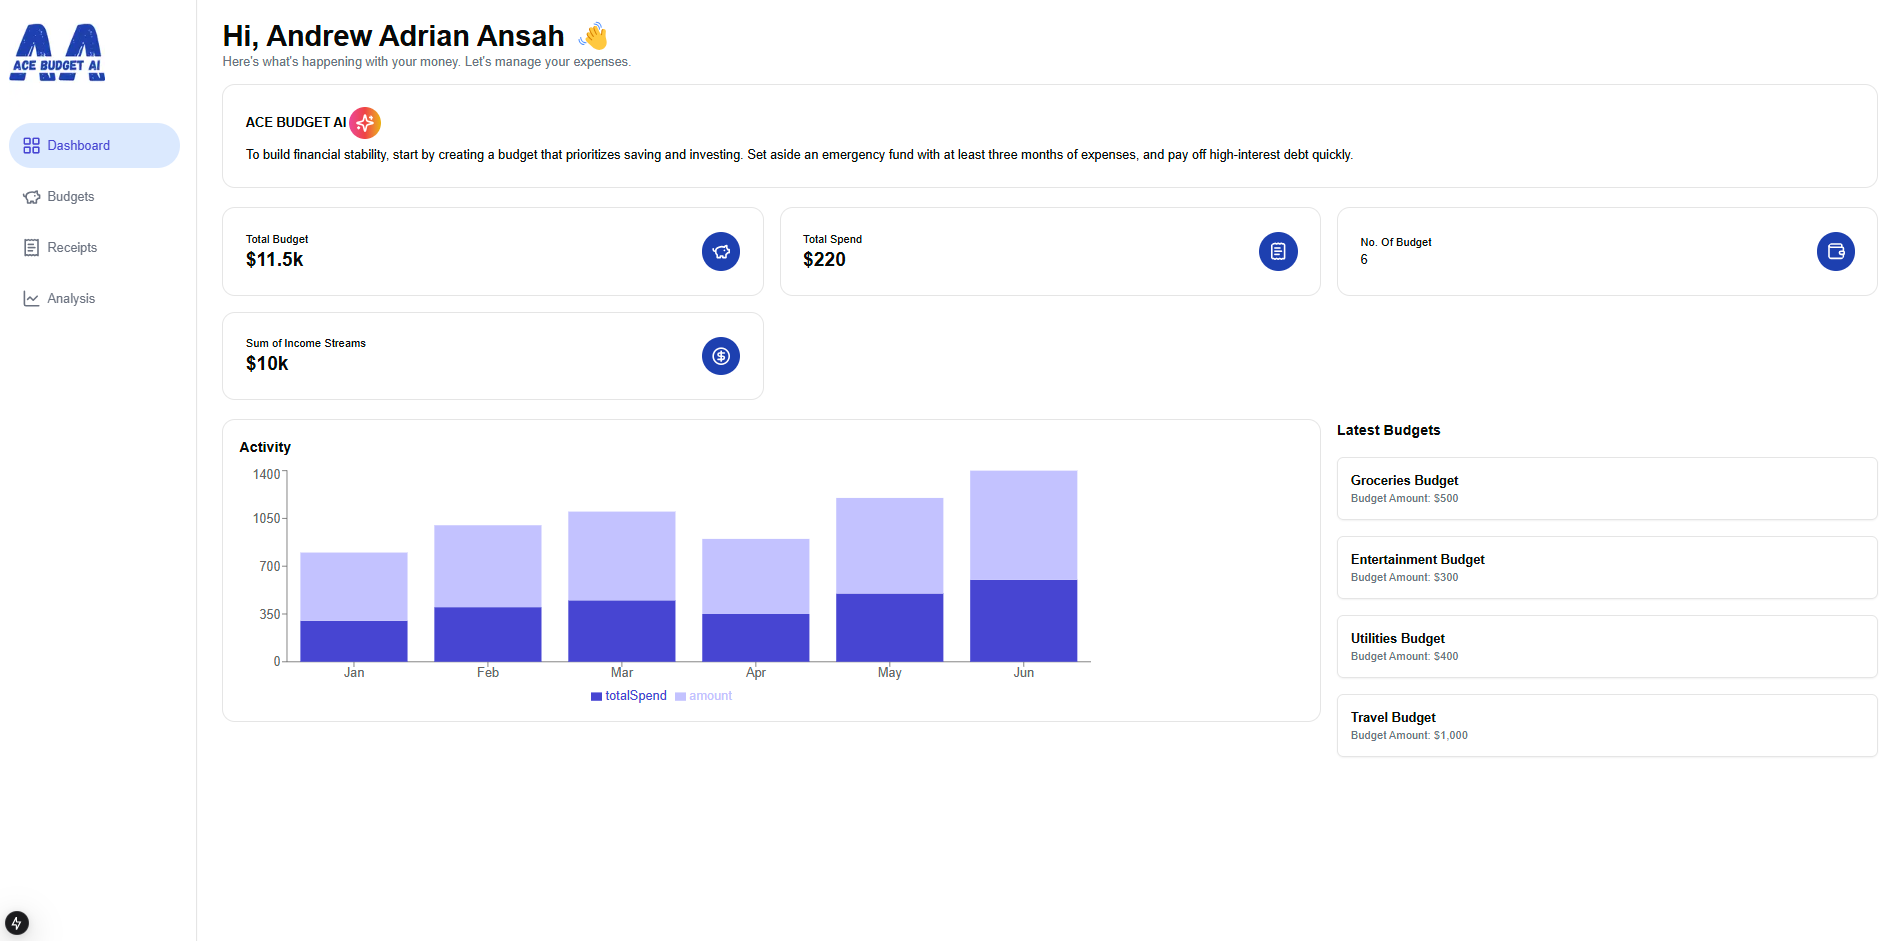 ACE BUDGET AI
Dashboard
Budgets
Receipts
Analysis
Hi, Andrew Adrian Ansah 👋
Here's what's happening with your money. Let's manage your expenses.
ACE BUDGET AI
To build financial stability, start by creating a budget that prioritizes saving and investing. Set aside an emergency fund with at least three months of expenses, and pay off high-interest debt quickly.
Total Budget
$11.5k
Total Spend
$220
No. Of Budget
6
Sum of Income Streams
$10k
Activity
1400
1050
700
350
0
Jan Feb Mar Apr May Jun
totalSpend amount
Latest Budgets
Groceries Budget
Budget Amount: $500
Entertainment Budget
Budget Amount: $300
Utilities Budget
Budget Amount: $400
Travel Budget
Budget Amount: $1,000